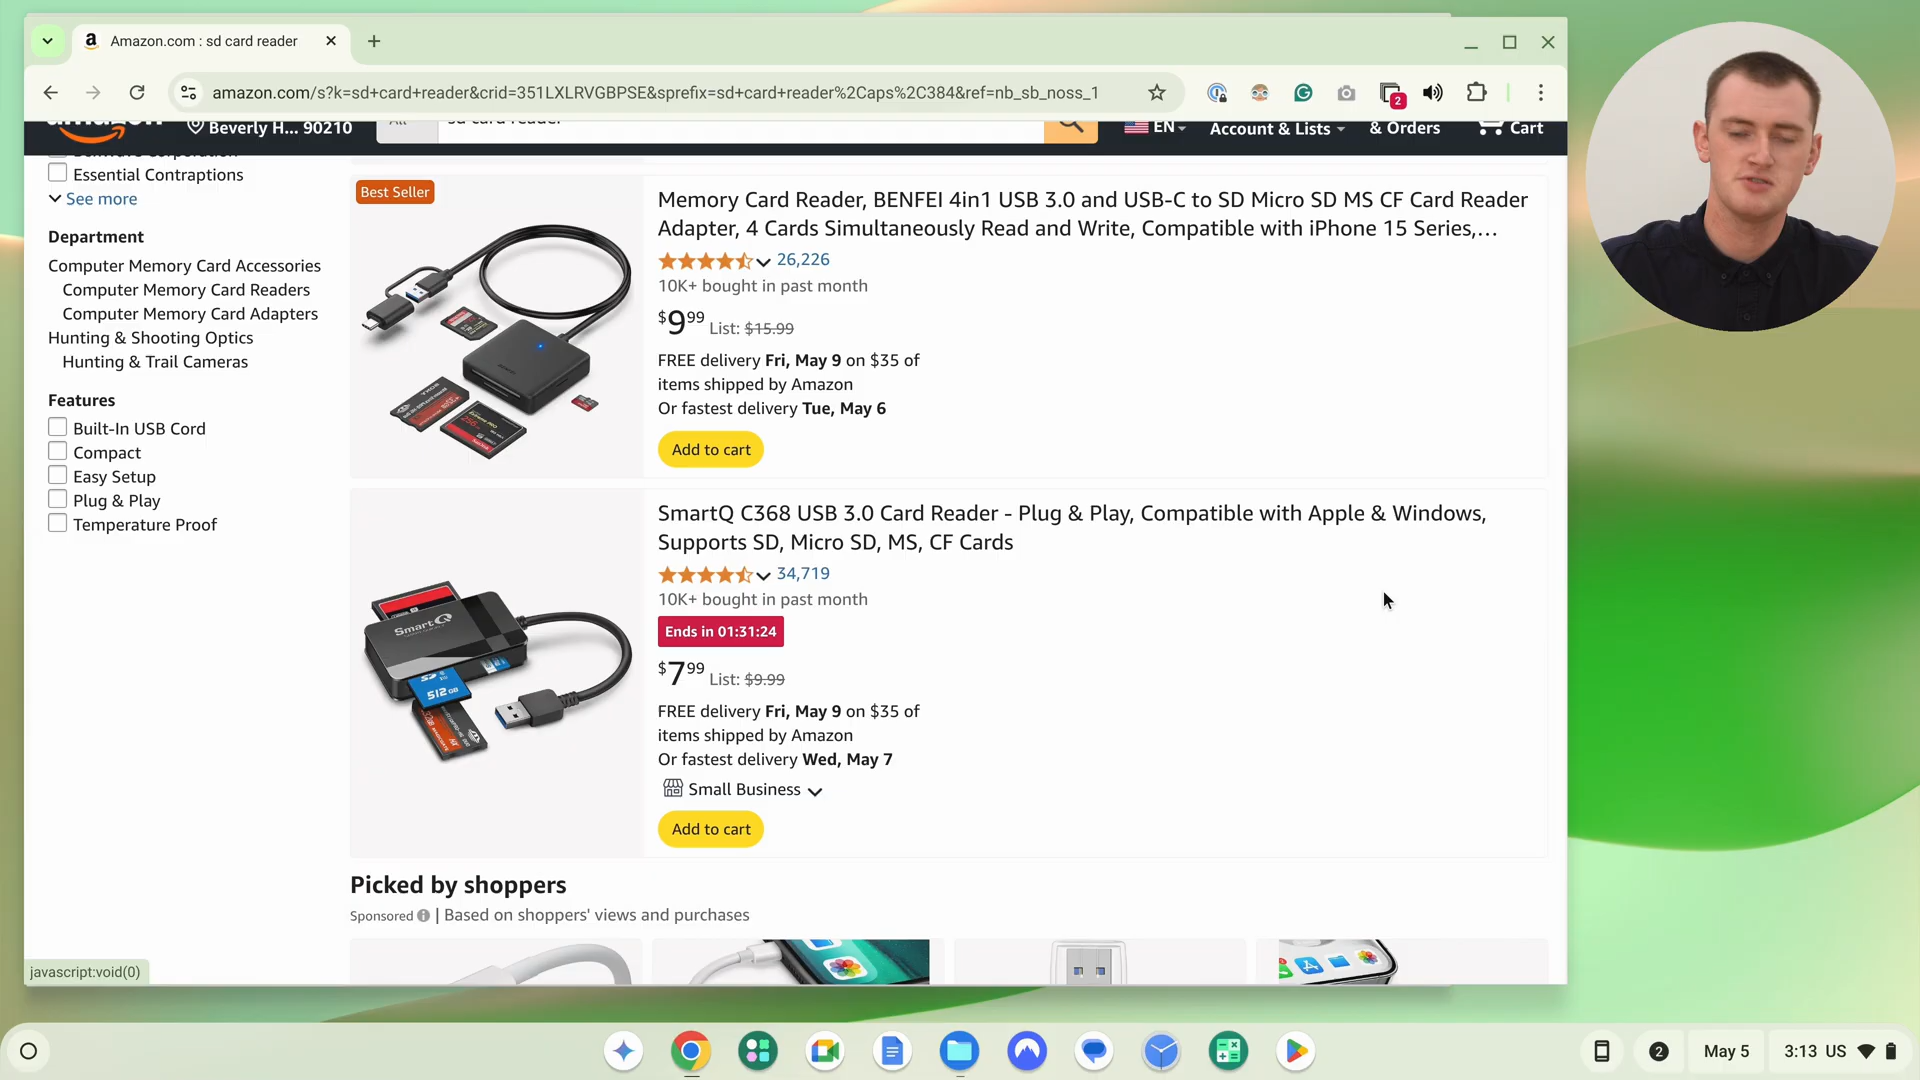 Amazon.com : sd card reader
amazon.com/s?k=sd+card+reader&crid=351LXLRVGBPSE&sprefix=sd+card+reader%2Caps%2C384&ref=nb_sb_noss_1
2
Beverly H... 90210
All
sd card reader
EN
Account & Lists
& Orders
Cart
Essential Contraptions
See more
Department
Computer Memory Card Accessories
Computer Memory Card Readers
Computer Memory Card Adapters
Hunting & Shooting Optics
Hunting & Trail Cameras
Features
Built-In USB Cord
Compact
Easy Setup
Plug & Play
Temperature Proof
Best Seller
Memory Card Reader, BENFEI 4in1 USB 3.0 and USB-C to SD Micro SD MS CF Card Reader
Adapter, 4 Cards Simultaneously Read and Write, Compatible with iPhone 15 Series,...
26,226
10K+ bought in past month
$9.99 List: $15.99
FREE delivery Fri, May 9 on $35 of
items shipped by Amazon
Or fastest delivery Tue, May 6
Add to cart
SmartQ
512 GB
SmartQ C368 USB 3.0 Card Reader - Plug & Play, Compatible with Apple & Windows,
Supports SD, Micro SD, MS, CF Cards
34,719
10K+ bought in past month
Ends in 01:31:24
$7.99 List: $9.99
FREE delivery Fri, May 9 on $35 of
items shipped by Amazon
Or fastest delivery Wed, May 7
Small Business
Add to cart
Picked by shoppers
Sponsored | Based on shoppers' views and purchases
javascript:void(0)
2
May 5
3:13 US